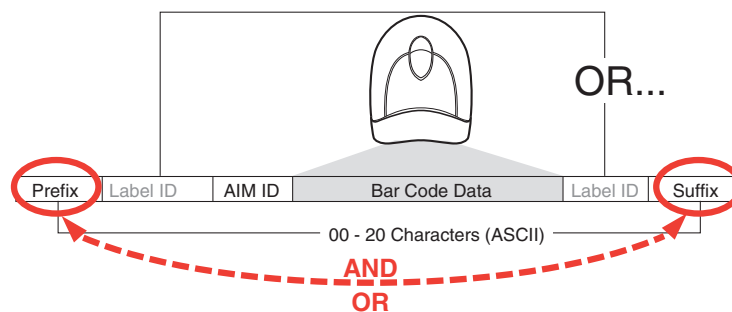 OR...
Prefix Label ID AIM ID Bar Code Data Label ID Suffix
00 - 20 Characters (ASCII)
AND
OR